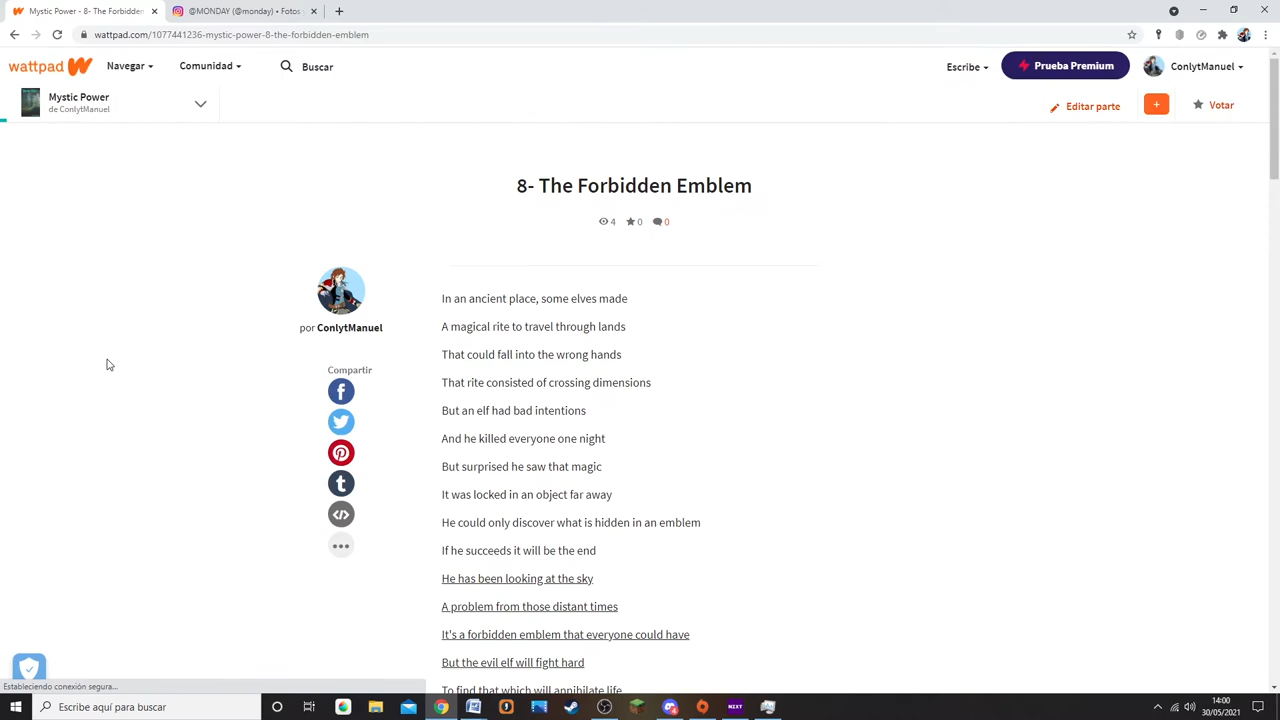 Mystic Power - 8- The Forbidden
@MONDAY (@monday) • Fotos
wattpad.com/1077441236-mystic-power-8-the-forbidden-emblem
wattpad
Navegar
Comunidad
Buscar
Escribe
Prueba Premium
ConlytManuel
Mystic Power
de ConlytManuel
Editar parte
+
Votar
8- The Forbidden Emblem
4 0 0
por ConlytManuel
Compartir
In an ancient place, some elves made
A magical rite to travel through lands
That could fall into the wrong hands
That rite consisted of crossing dimensions
But an elf had bad intentions
And he killed everyone one night
But surprised he saw that magic
It was locked in an object far away
He could only discover what is hidden in an emblem
If he succeeds it will be the end
He has been looking at the sky
A problem from those distant times
It's a forbidden emblem that everyone could have
But the evil elf will fight hard
To find that which will annihilate life
Estableciendo conexión segura...
Escribe aquí para buscar
NZXT
14:00
30/05/2021